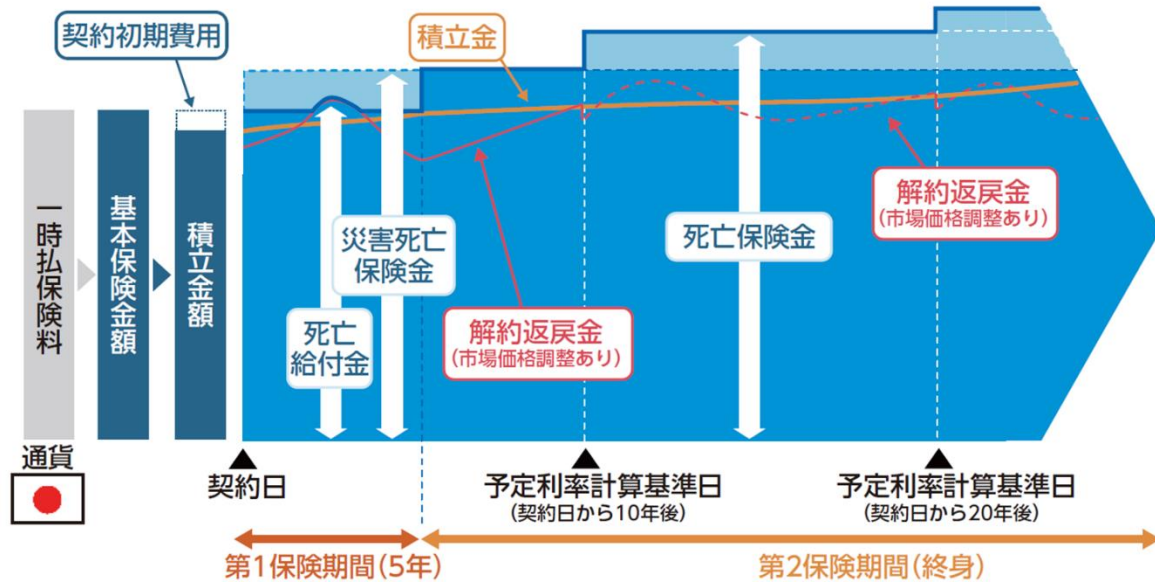 契約初期費用
積立金
一時払保険料
基本保険金額
積立金額
死亡
給付金
災害死亡
保険金
解約返戻金
(市場価格調整あり)
死亡保険金
解約返戻金
(市場価格調整あり)
通貨
契約日
予定利率計算基準日
(契約日から10年後)
予定利率計算基準日
(契約日から20年後)
第1保険期間(5年)
第2保険期間(終身)